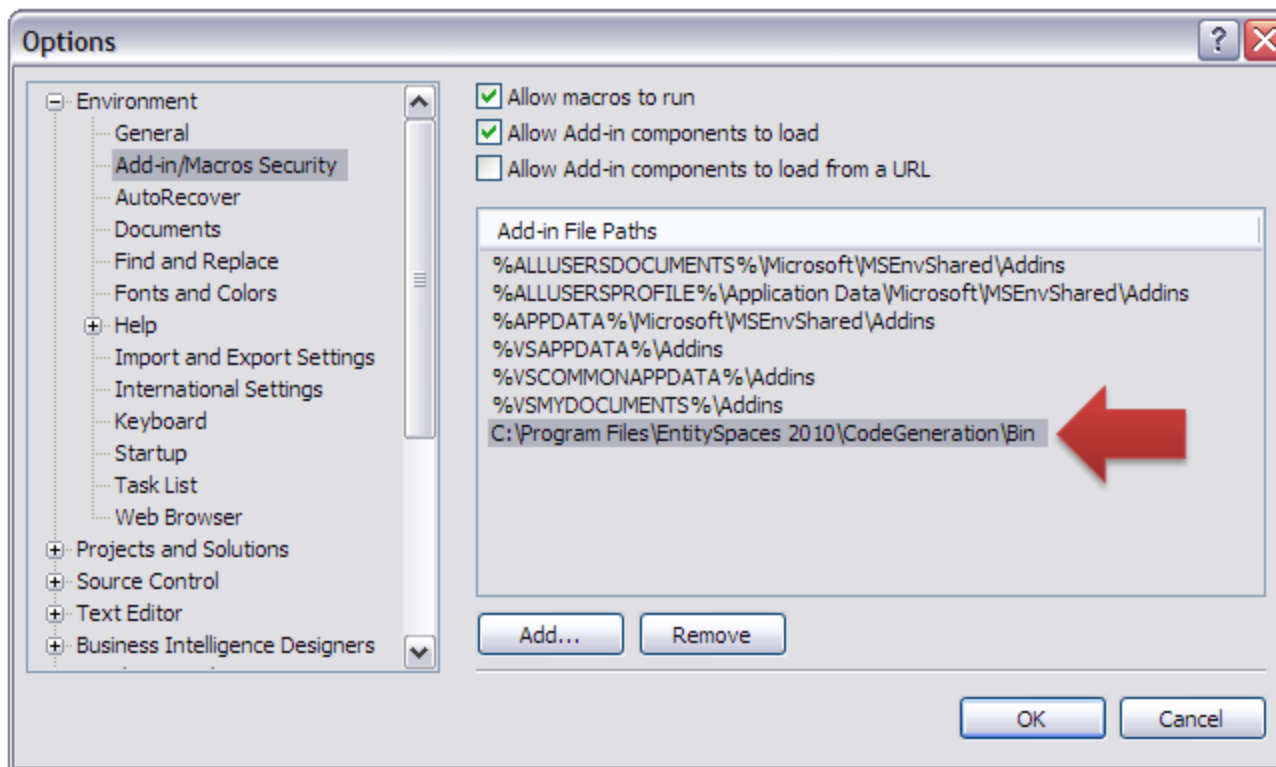 Options
?
Environment
General
Add-in/Macros Security
AutoRecover
Documents
Find and Replace
Fonts and Colors
Help
Import and Export Settings
International Settings
Keyboard
Startup
Task List
Web Browser
Projects and Solutions
Source Control
Text Editor
Business Intelligence Designers
Allow macros to run
Allow Add-in components to load
Allow Add-in components to load from a URL
Add-in File Paths
%ALLUSERSDOCUMENTS%\Microsoft\MSEnvShared\Addins
%ALLUSERSPROFILE%\Application Data\Microsoft\MSEnvShared\Addins
%APPDATA%\Microsoft\MSEnvShared\Addins
%VSAPPDATA%\Addins
%VSCOMMONAPPDATA%\Addins
%VSMYDOCUMENTS%\Addins
C:\Program Files\EntitySpaces 2010\CodeGeneration\Bin
Add...
Remove
OK
Cancel